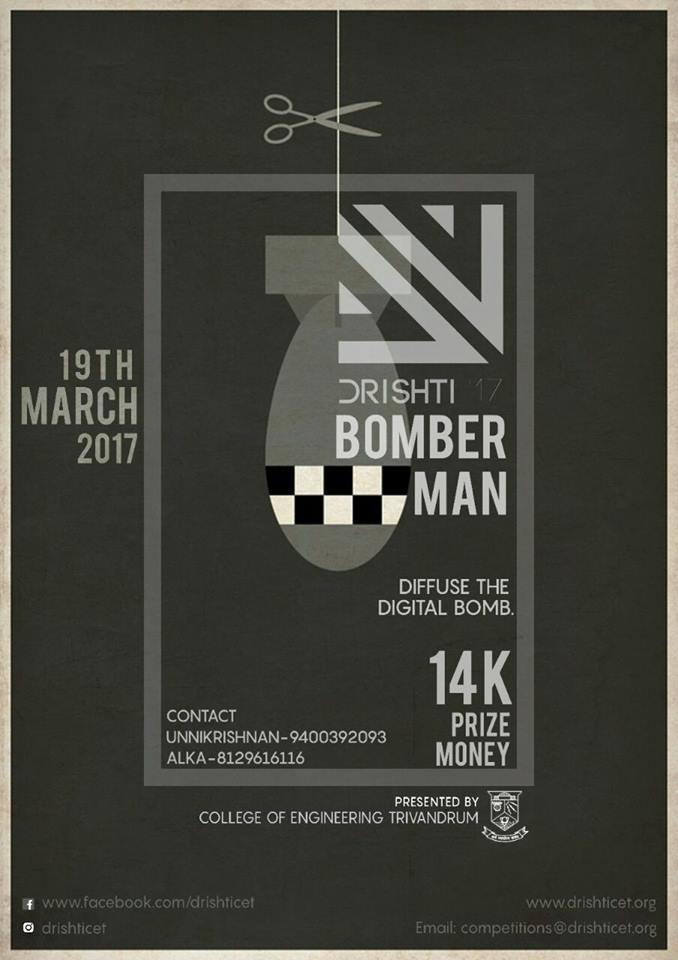 19TH
MARCH
2017
DRISHTI '17
BOMBER
MAN
DIFFUSE THE
DIGITAL BOMB.
14K
PRIZE
MONEY
CONTACT
UNNIKRISHNAN-9400392093
ALKA-8129616116
PRESENTED BY
COLLEGE OF ENGINEERING TRIVANDRUM
www.facebook.com/drishticet
drishticet
www.drishticet.org
Email: competitions@drishticet.org